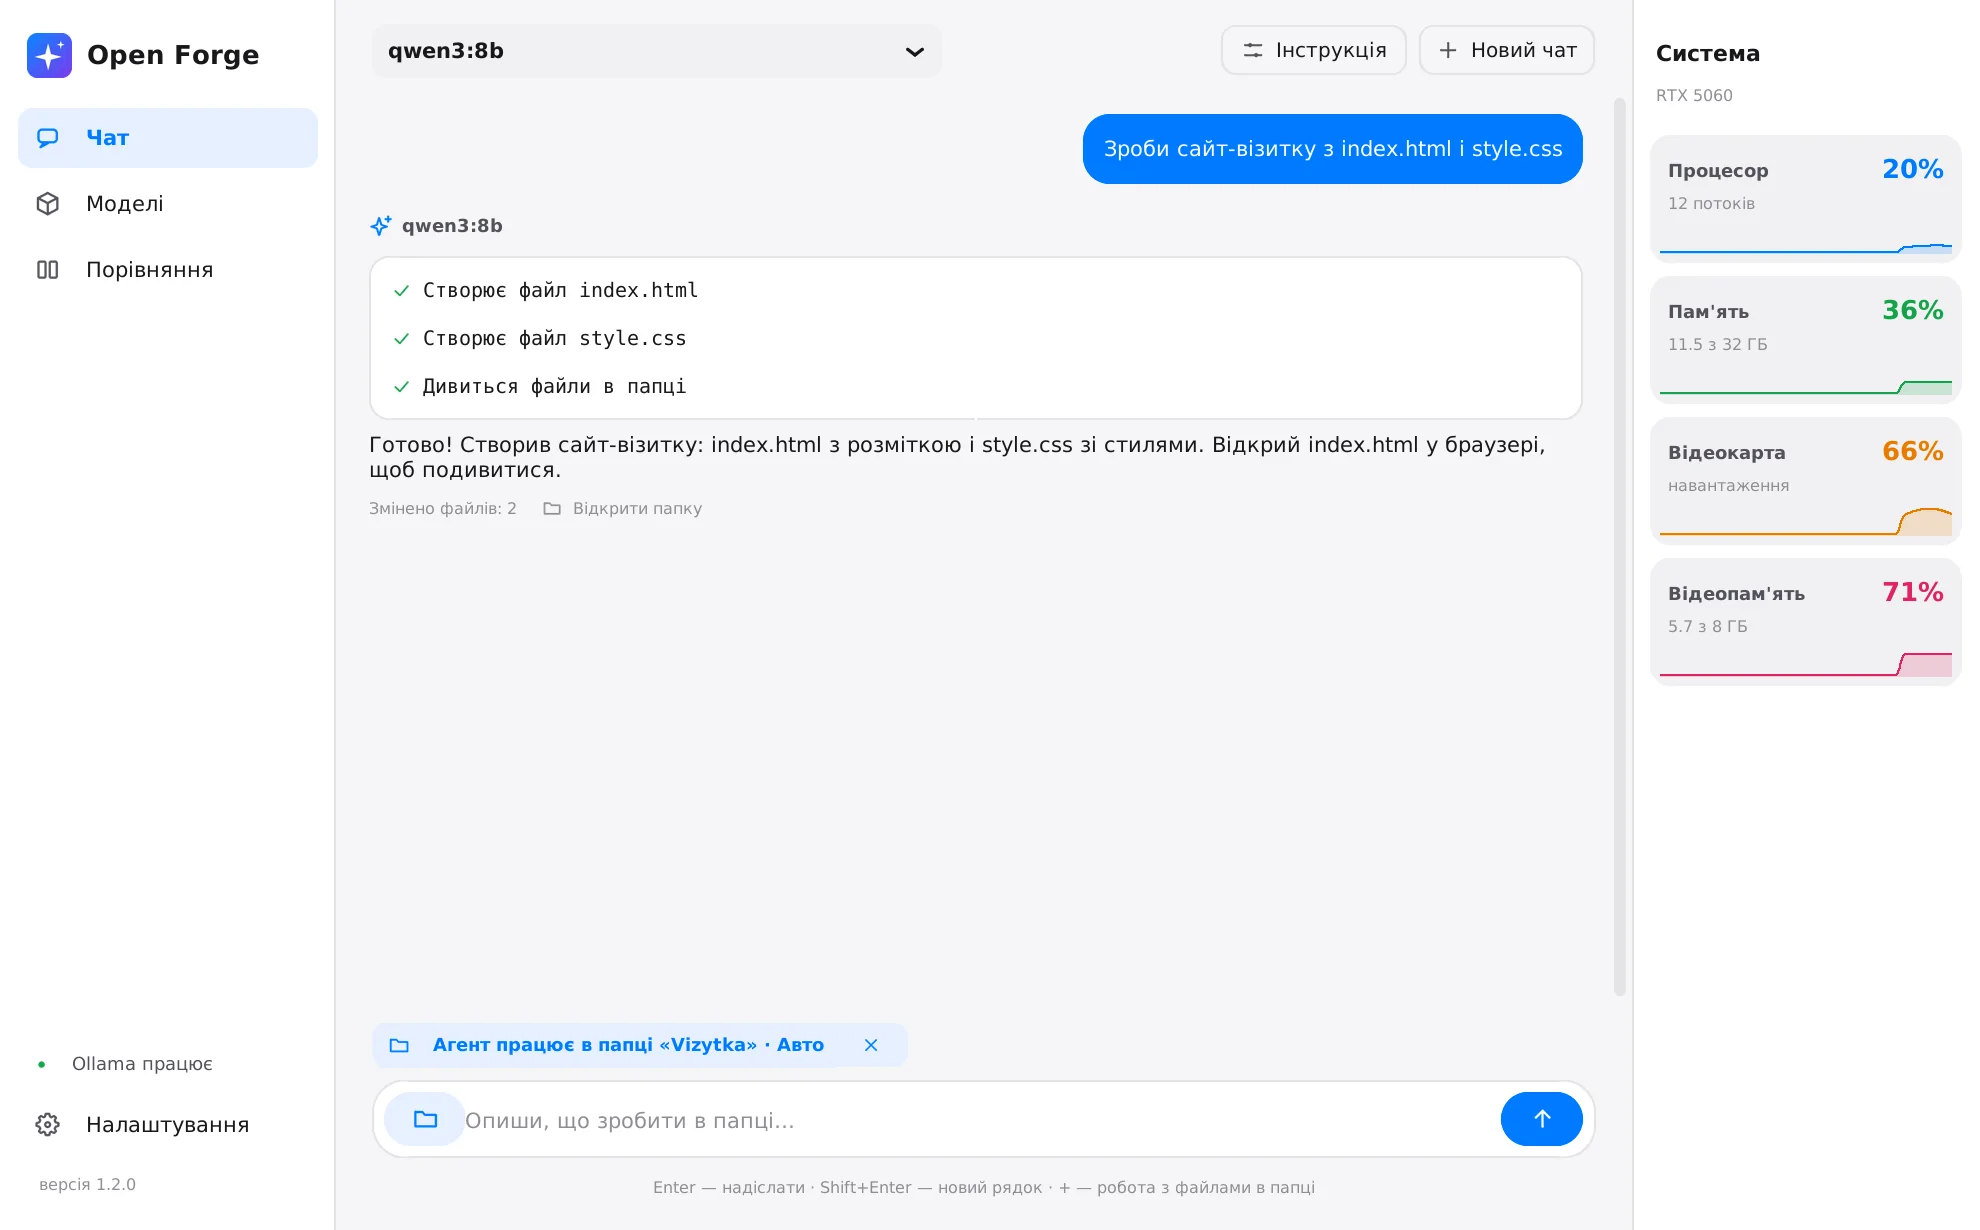 Open Forge
Чат
Моделі
Порівняння
Ollama працює
Налаштування
версія 1.2.0
qwen3:8b
Інструкція
Новий чат
Зроби сайт-візитку з index.html і style.css
qwen3:8b
Створює файл index.html
Створює файл style.css
Дивиться файли в папці
Готово! Створив сайт-візитку: index.html з розміткою і style.css зі стилями. Відкрий index.html у браузері,
щоб подивитися.
Змінено файлів: 2 Відкрити папку
Агент працює в папці «Vizytka» · Авто
Опиши, що зробити в папці...
Enter — надіслати · Shift+Enter — новий рядок · + — робота з файлами в папці
Система
RTX 5060
Процесор 20%
12 потоків
Пам'ять 36%
11.5 з 32 ГБ
Відеокарта 66%
навантаження
Відеопам'ять 71%
5.7 з 8 ГБ